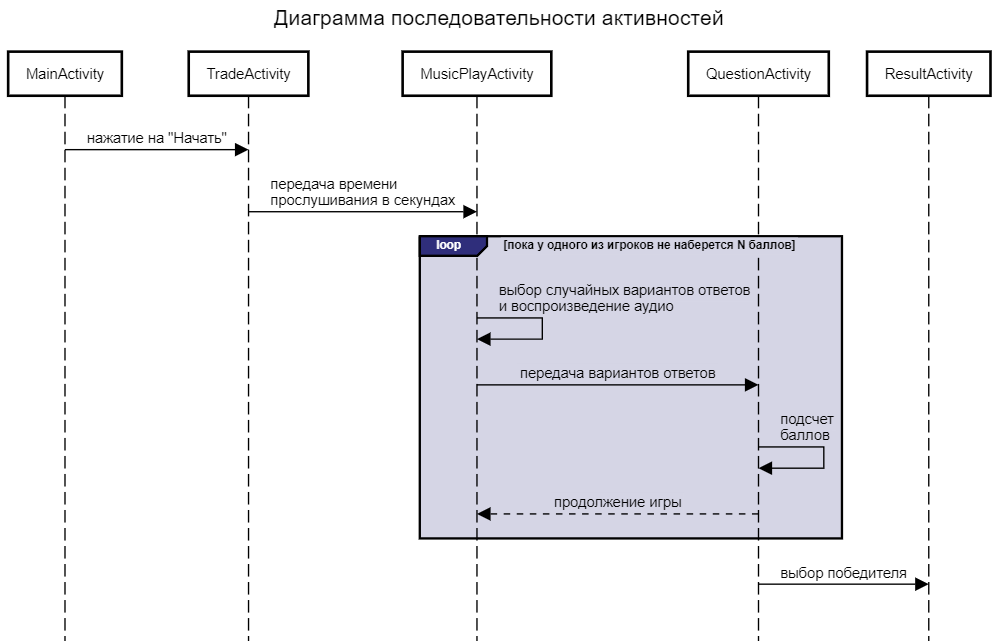 Диаграмма последовательности активностей
MainActivity
TradeActivity
MusicPlayActivity
QuestionActivity
ResultActivity
нажатие на "Начать"
передача времени
прослушивания в секундах
loop
[пока у одного из игроков не наберется N баллов]
выбор случайных вариантов ответов
и воспроизведение аудио
передача вариантов ответов
подсчет
баллов
продолжение игры
выбор победителя